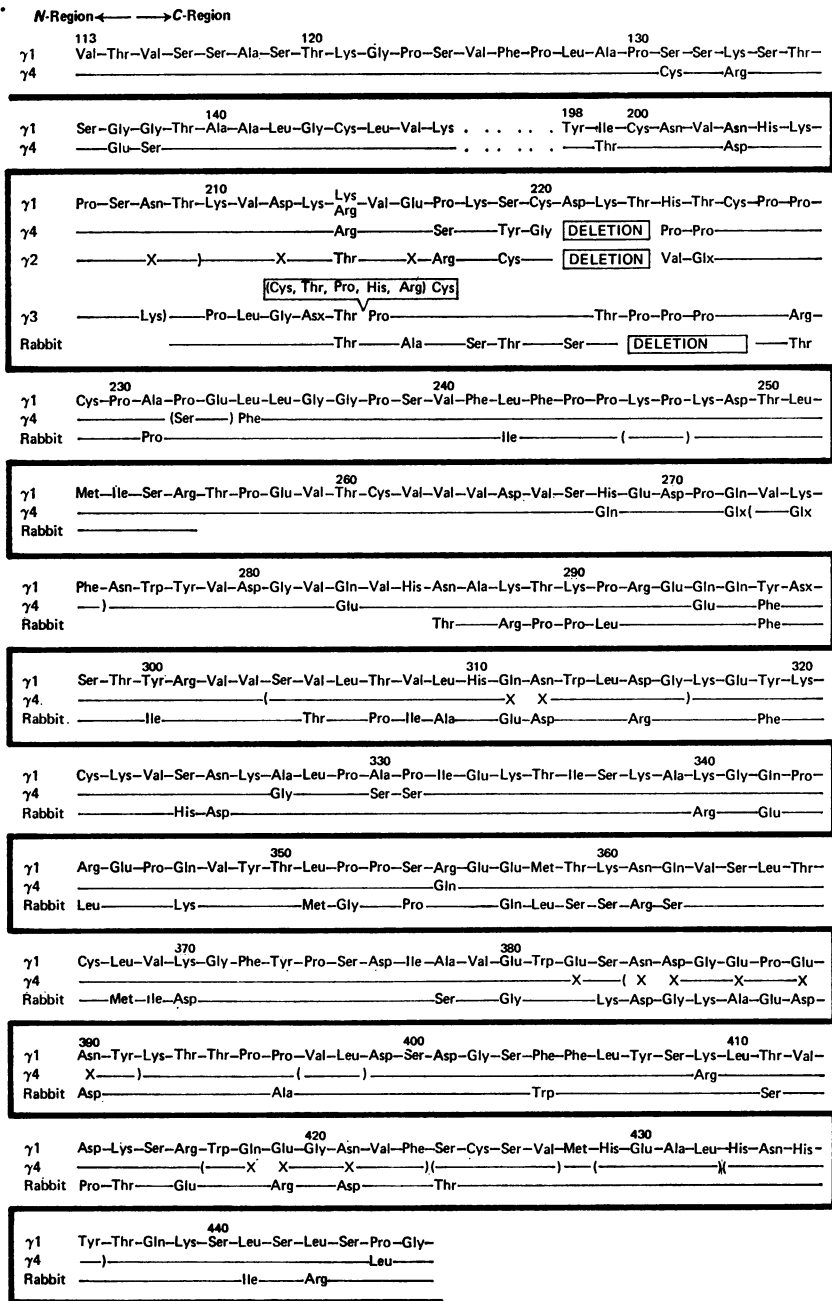 N-Region←— —→C-Region
113 120 130
γ1 Val–Thr–Val–Ser–Ser–Ala–Ser–Thr–Lys–Gly–Pro–Ser–Val–Phe–Pro–Leu–Ala–Pro–Ser–Ser–Lys–Ser–Thr–
γ4 Cys Arg
140 198 200
γ1 Ser–Gly–Gly–Thr–Ala–Ala–Leu–Gly–Cys–Leu–Val–Lys . . . . . . Tyr–Ile–Cys–Asn–Val–Asn–His–Lys–
γ4 Glu–Ser . . . . . . Thr Asp
210 220
γ1 Pro–Ser–Asn–Thr–Lys–Val–Asp–Lys–Lys–Val–Glu–Pro–Lys–Ser–Cys–Asp–Lys–Thr–His–Thr–Cys–Pro–Pro–
Arg
γ4 Arg Ser Tyr–Gly DELETION Pro–Pro
γ2 X ) X Thr X Arg Cys DELETION Val–Glx
(Cys, Thr, Pro, His, Arg) Cys
γ3 Lys) Pro–Leu–Gly–Asx–Thr Pro Thr–Pro–Pro–Pro Arg–
Rabbit Thr Ala Ser–Thr Ser DELETION Thr
230 240 250
γ1 Cys–Pro–Ala–Pro–Glu–Leu–Leu–Gly–Gly–Pro–Ser–Val–Phe–Leu–Phe–Pro–Pro–Lys–Pro–Lys–Asp–Thr–Leu–
γ4 (Ser ) Phe
Rabbit Pro Ile ( )
260 270
γ1 Met–Ile–Ser–Arg–Thr–Pro–Glu–Val–Thr–Cys–Val–Val–Val–Asp–Val–Ser–His–Glu–Asp–Pro–Gln–Val–Lys–
γ4 Gln Glx( Glx
Rabbit
280 290
γ1 Phe–Asn–Trp–Tyr–Val–Asp–Gly–Val–Gln–Val–His–Asn–Ala–Lys–Thr–Lys–Pro–Arg–Glu–Gln–Gln–Tyr–Asx–
γ4 ) Glu Glu Phe
Rabbit Thr Arg–Pro–Pro–Leu Phe
300 310 320
γ1 Ser–Thr–Tyr–Arg–Val–Val–Ser–Val–Leu–Thr–Val–Leu–His–Gln–Asn–Trp–Leu–Asp–Gly–Lys–Glu–Tyr–Lys–
γ4. ( X X )
Rabbit. Ile Thr Pro–Ile–Ala Glu–Asp Arg Phe
330 340
γ1 Cys–Lys–Val–Ser–Asn–Lys–Ala–Leu–Pro–Ala–Pro–Ile–Glu–Lys–Thr–Ile–Ser–Lys–Ala–Lys–Gly–Gln–Pro–
γ4 Gly Ser–Ser
Rabbit His–Asp Arg Glu
350 360
γ1 Arg–Glu–Pro–Gln–Val–Tyr–Thr–Leu–Pro–Pro–Ser–Arg–Glu–Glu–Met–Thr–Lys–Asn–Gln–Val–Ser–Leu–Thr–
γ4 Gln
Rabbit Leu Lys Met–Gly Pro Gln–Leu–Ser–Ser–Arg–Ser
370 380
γ1 Cys–Leu–Val–Lys–Gly–Phe–Tyr–Pro–Ser–Asp–Ile–Ala–Val–Glu–Trp–Glu–Ser–Asn–Asp–Gly–Glu–Pro–Glu–
γ4 X ( X X X X
Rabbit Met–Ile–Asp Ser Gly Lys–Asp–Gly–Lys–Ala–Glu–Asp–
390 400 410
γ1 Asn–Tyr–Lys–Thr–Thr–Pro–Pro–Val–Leu–Asp–Ser–Asp–Gly–Ser–Phe–Phe–Leu–Tyr–Ser–Lys–Leu–Thr–Val–
γ4 X ) ( ) Arg
Rabbit Asp Ala Trp Ser
420 430
γ1 Asp–Lys–Ser–Arg–Trp–Gln–Glu–Gly–Asn–Val–Phe–Ser–Cys–Ser–Val–Met–His–Glu–Ala–Leu–His–Asn–His–
γ4 ( X X X )( ) ( )(
Rabbit Pro–Thr Glu Arg Asp Thr
440
γ1 Tyr–Thr–Gln–Lys–Ser–Leu–Ser–Leu–Ser–Pro–Gly–
γ4 ) Leu
Rabbit Ile Arg